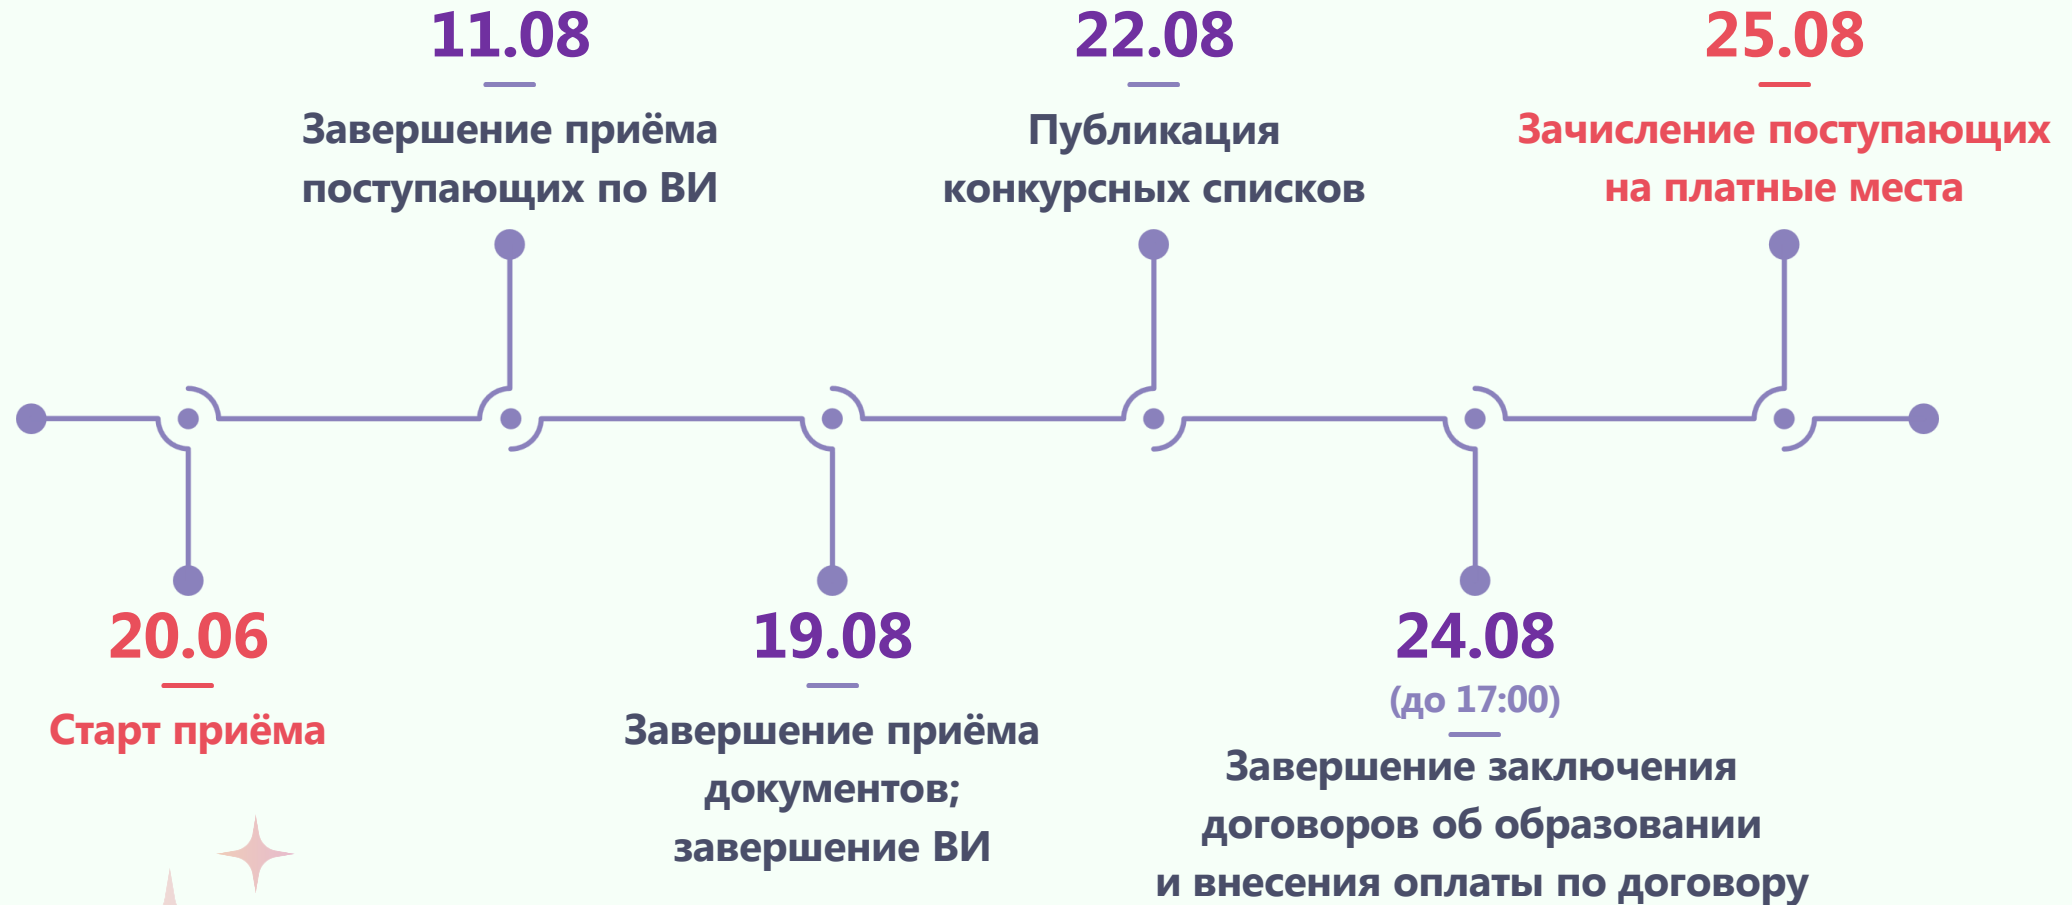 11.08
Завершение приёма
поступающих по ВИ
22.08
Публикация
конкурсных списков
25.08
Зачисление поступающих
на платные места
20.06
Старт приёма
19.08
Завершение приёма
документов;
завершение ВИ
24.08
(до 17:00)
Завершение заключения
договоров об образовании
и внесения оплаты по договору